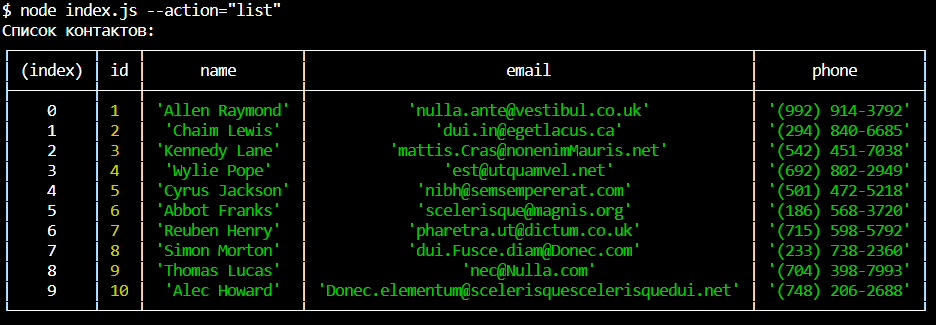 $ node index.js --action="list"
Список контактов:
(index) id name email phone
0 1 'Allen Raymond' 'nulla.ante@vestibul.co.uk' '(992) 914-3792'
1 2 'Chaim Lewis' 'dui.in@egetlacus.ca' '(294) 840-6685'
2 3 'Kennedy Lane' 'mattis.Cras@nonenimMauris.net' '(542) 451-7038'
3 4 'Wylie Pope' 'est@utquamvel.net' '(692) 802-2949'
4 5 'Cyrus Jackson' 'nibh@semsempererat.com' '(501) 472-5218'
5 6 'Abbot Franks' 'scelerisque@magnis.org' '(186) 568-3720'
6 7 'Reuben Henry' 'pharetra.ut@dictum.co.uk' '(715) 598-5792'
7 8 'Simon Morton' 'dui.Fusce.diam@Donec.com' '(233) 738-2360'
8 9 'Thomas Lucas' 'nec@Nulla.com' '(704) 398-7993'
9 10 'Alec Howard' 'Donec.elementum@scelerisquescelerisquedui.net' '(748) 206-2688'